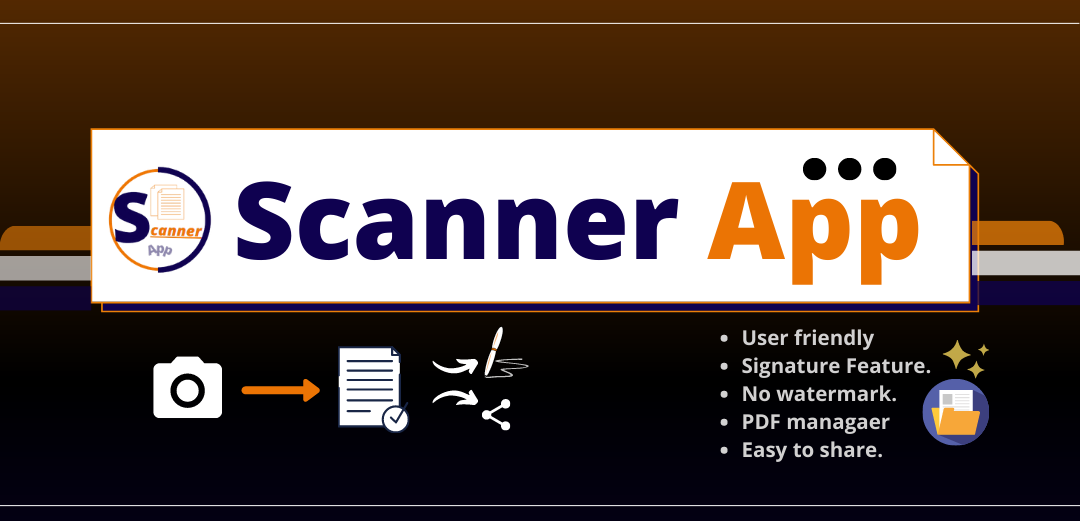 Scanner
App
Scanner App
• User friendly
• Signature Feature.
• No watermark.
• PDF managaer
• Easy to share.